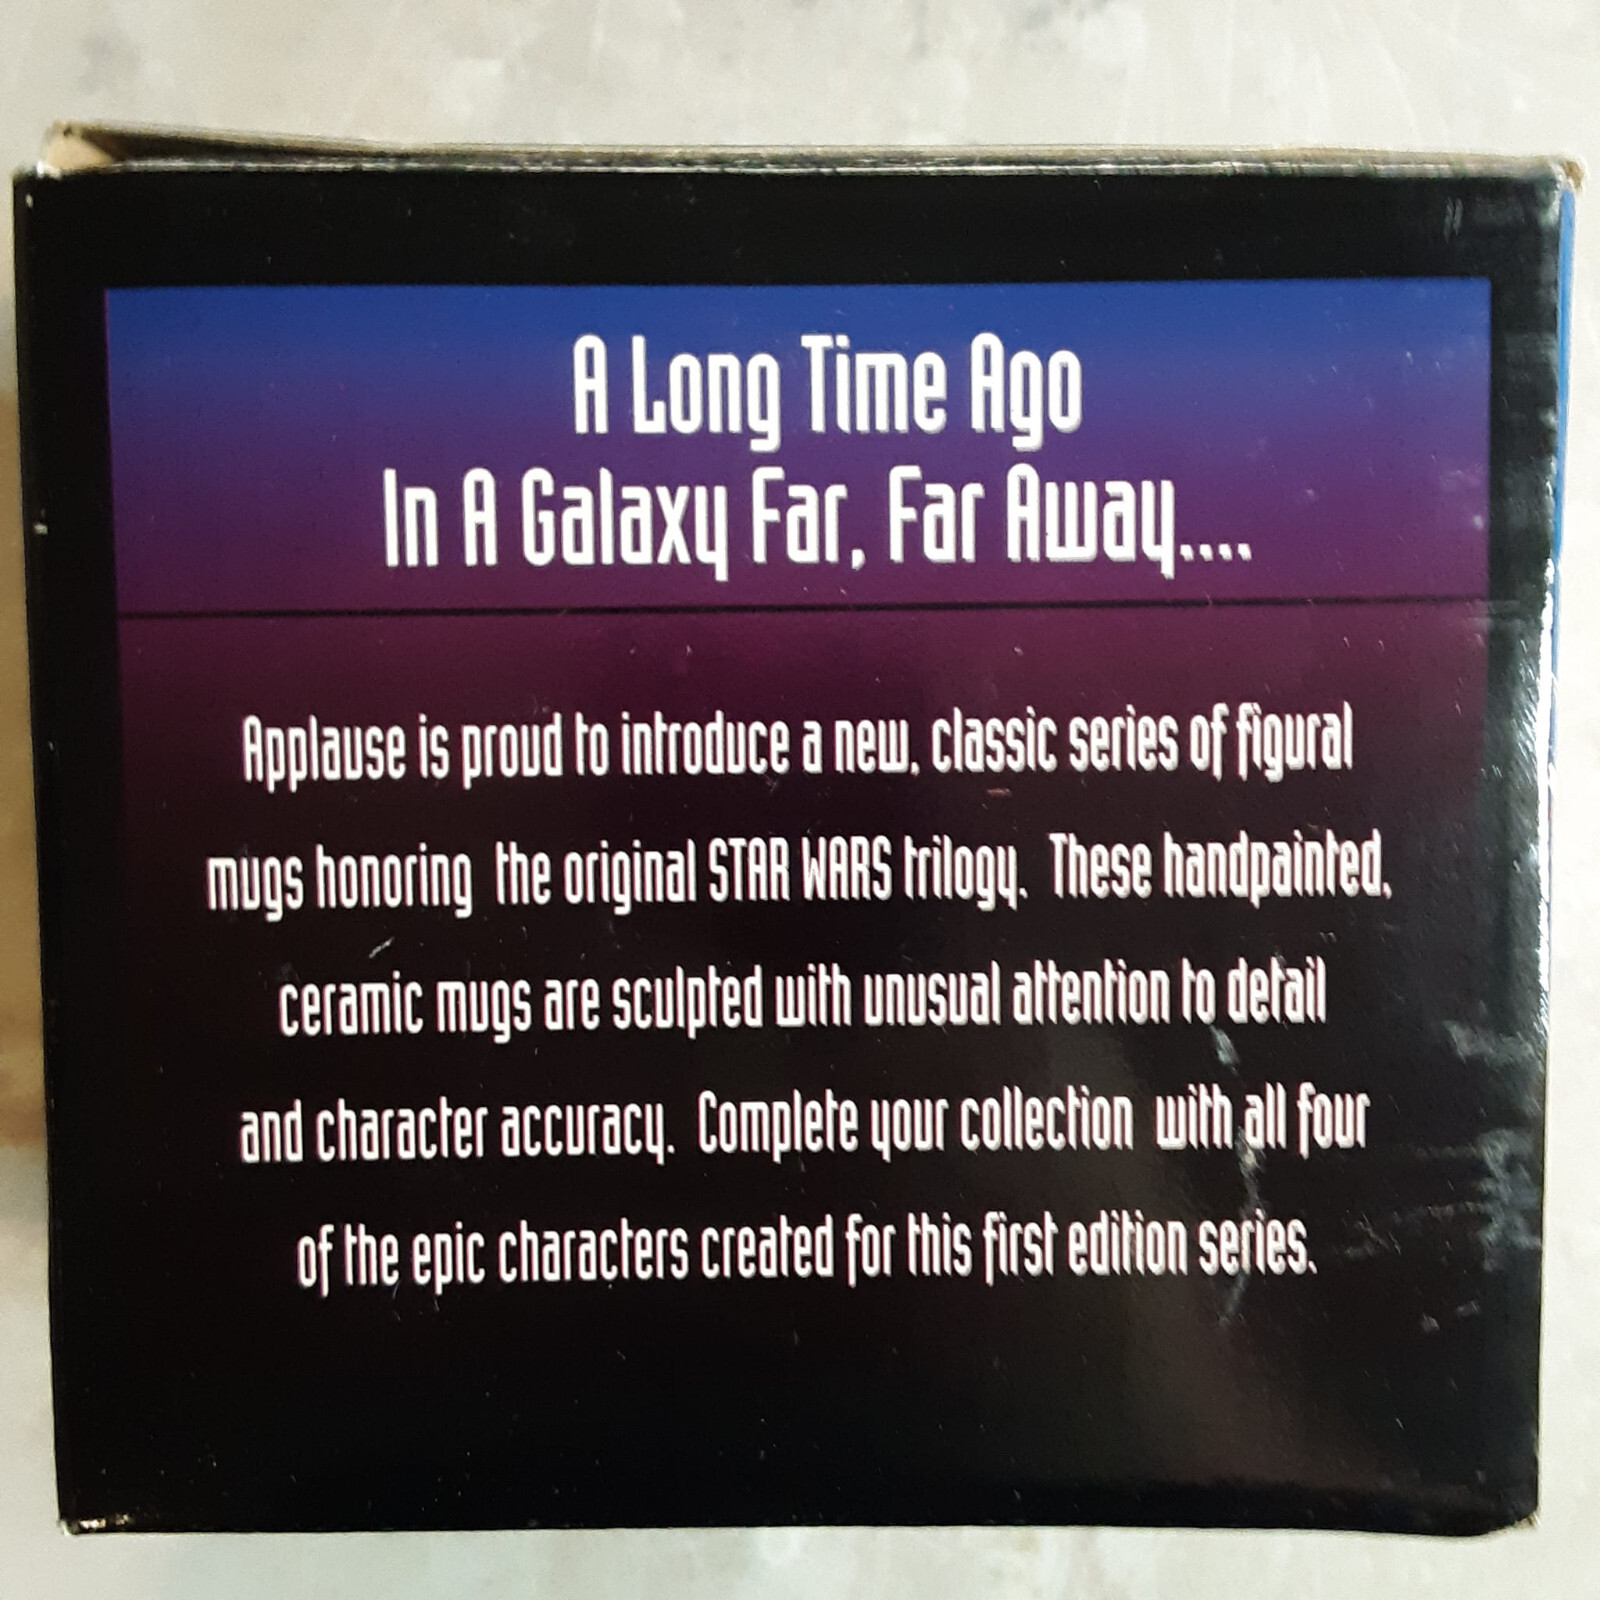 A Long Time Ago
In A Galaxy Far, Far Away....
Applause is proud to introduce a new, classic series of figural
mugs honoring the original STAR WARS trilogy. These handpainted,
ceramic mugs are sculpted with unusual attention to detail
and character accuracy. Complete your collection with all four
of the epic characters created for this first edition series.